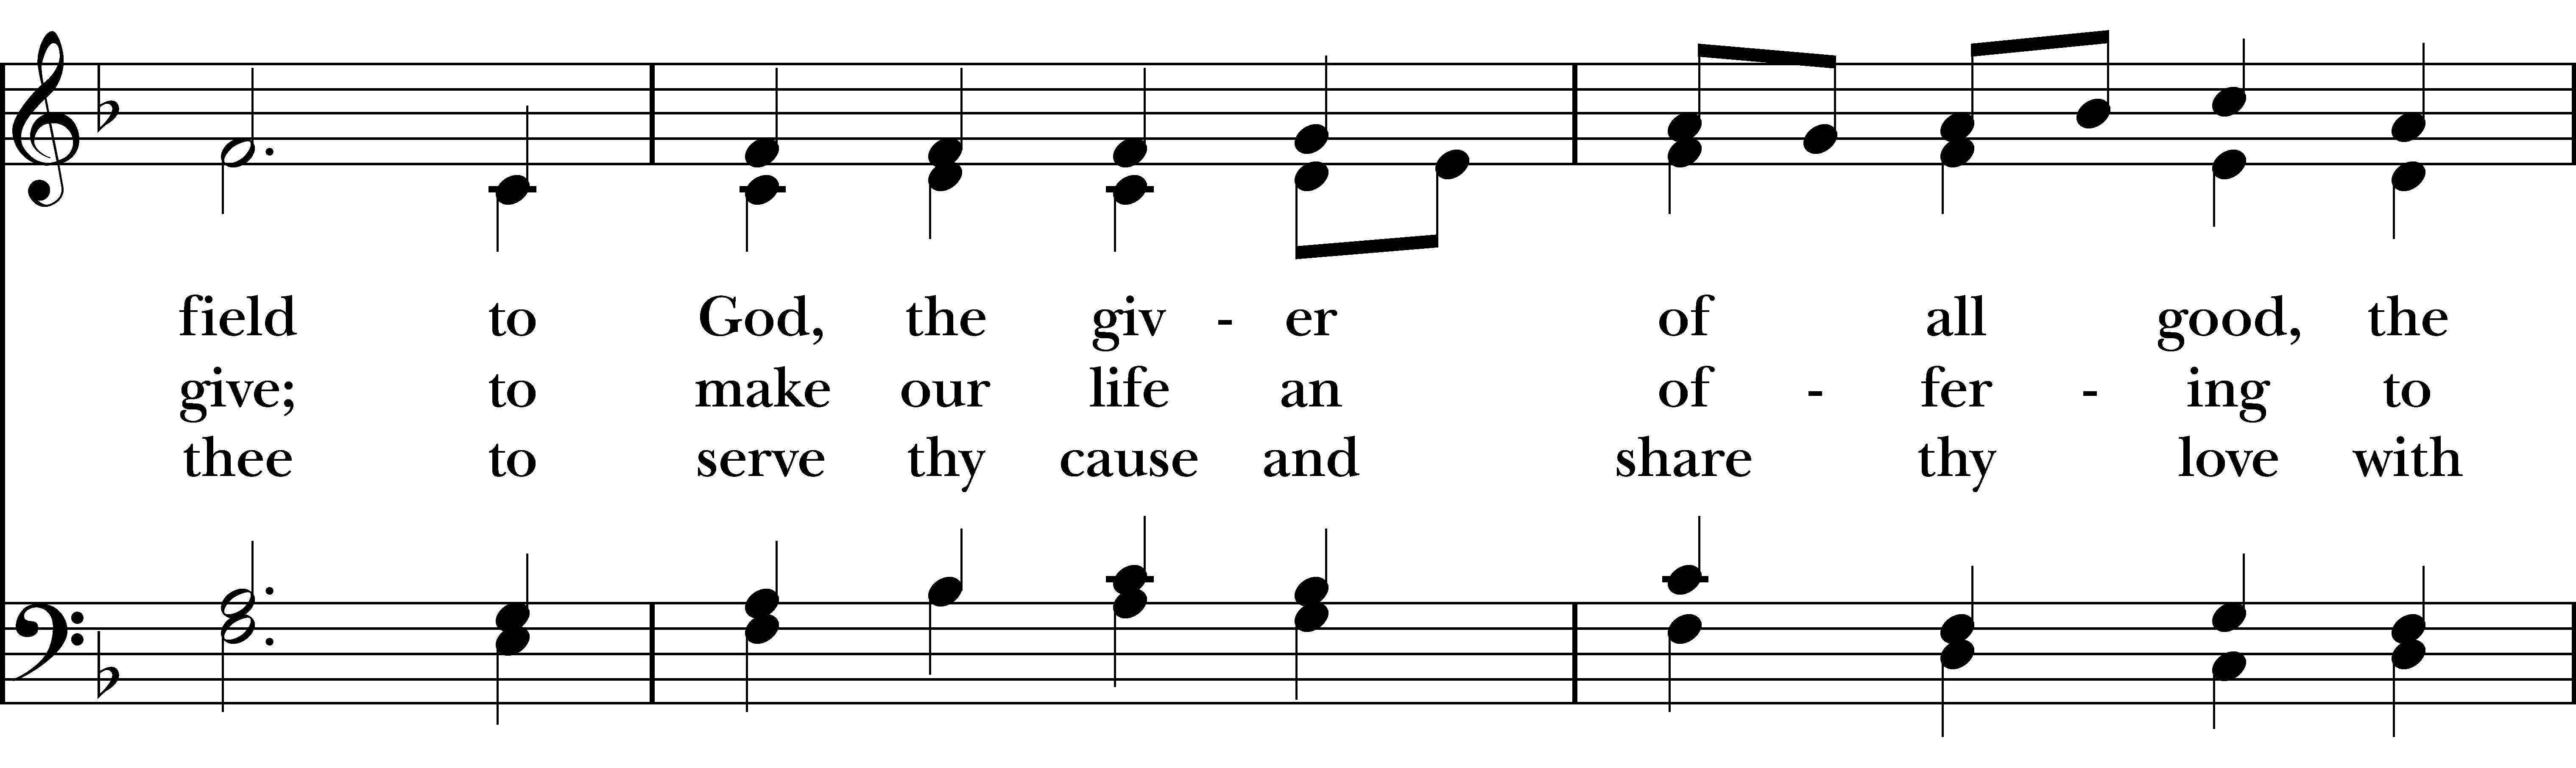 field to God, the giv - er of all good, the
give; to make our life an of - fer - ing to
thee to serve thy cause and share thy love with